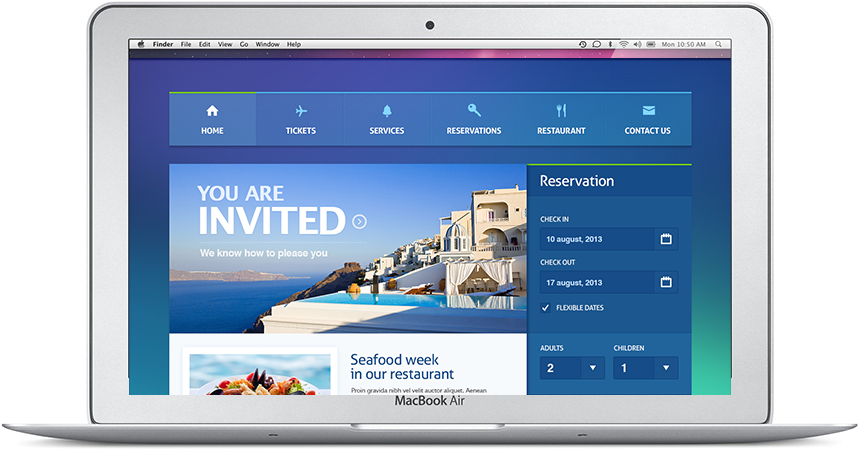 Finder File Edit View Go Window Help Mon 10:50 AM
HOME TICKETS SERVICES RESERVATIONS RESTAURANT CONTACT US
YOU ARE
INVITED
We know how to please you
Reservation
CHECK IN
10 august, 2013
CHECK OUT
17 august, 2013
FLEXIBLE DATES
ADULTS CHILDREN
2 1
Seafood week
in our restaurant
Proin gravida nibh vel velit auctor aliquet, Aenean
MacBook Air